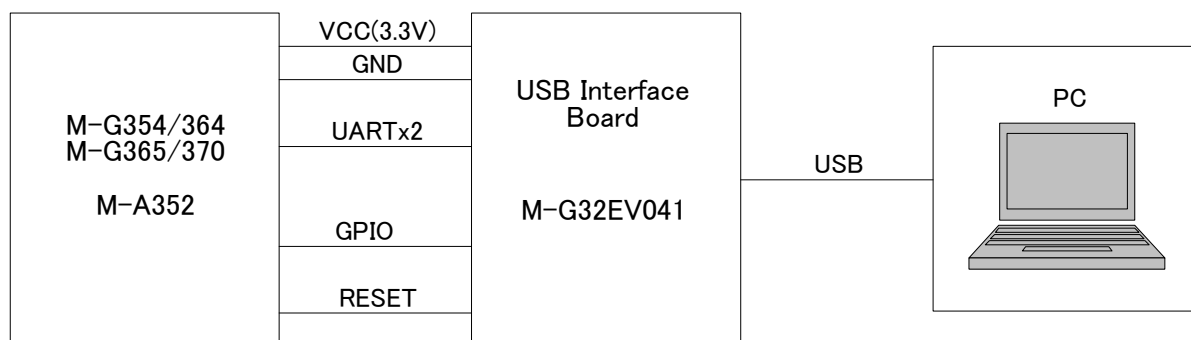 M-G354/364
M-G365/370
M-A352
VCC(3.3V)
GND
UARTx2
GPIO
RESET
USB Interface
Board
M-G32EV041
USB
PC